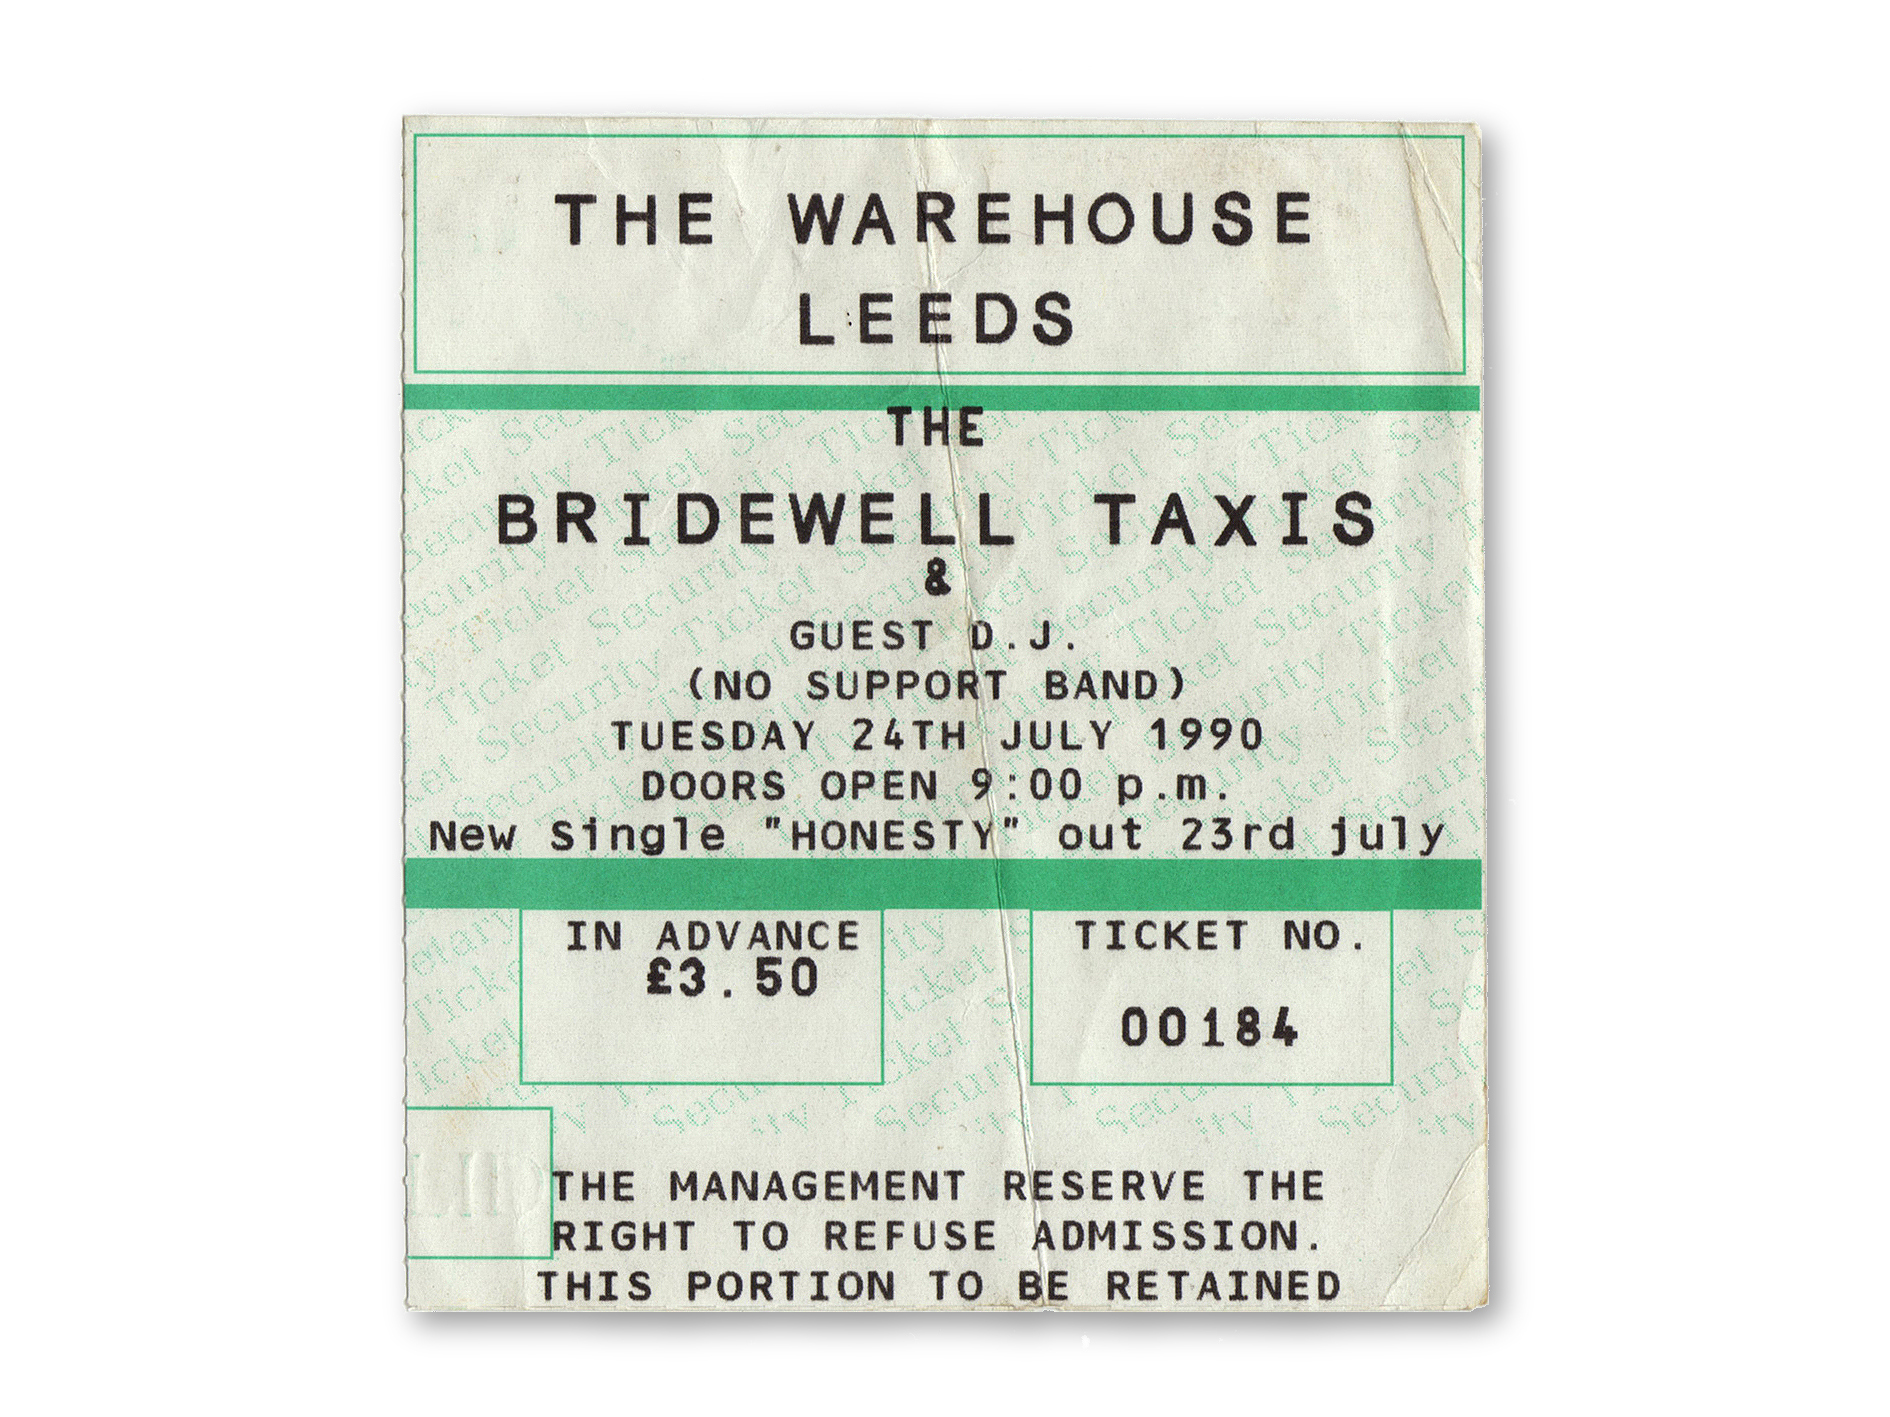 THE WAREHOUSE
LEEDS
THE
BRIDEWELL TAXIS
&
GUEST D.J.
(NO SUPPORT BAND)
TUESDAY 24TH JULY 1990
DOORS OPEN 9:00 p.m.
New Single "HONESTY" out 23rd july
IN ADVANCE
£3.50
TICKET NO.
00184
THE MANAGEMENT RESERVE THE
RIGHT TO REFUSE ADMISSION.
THIS PORTION TO BE RETAINED